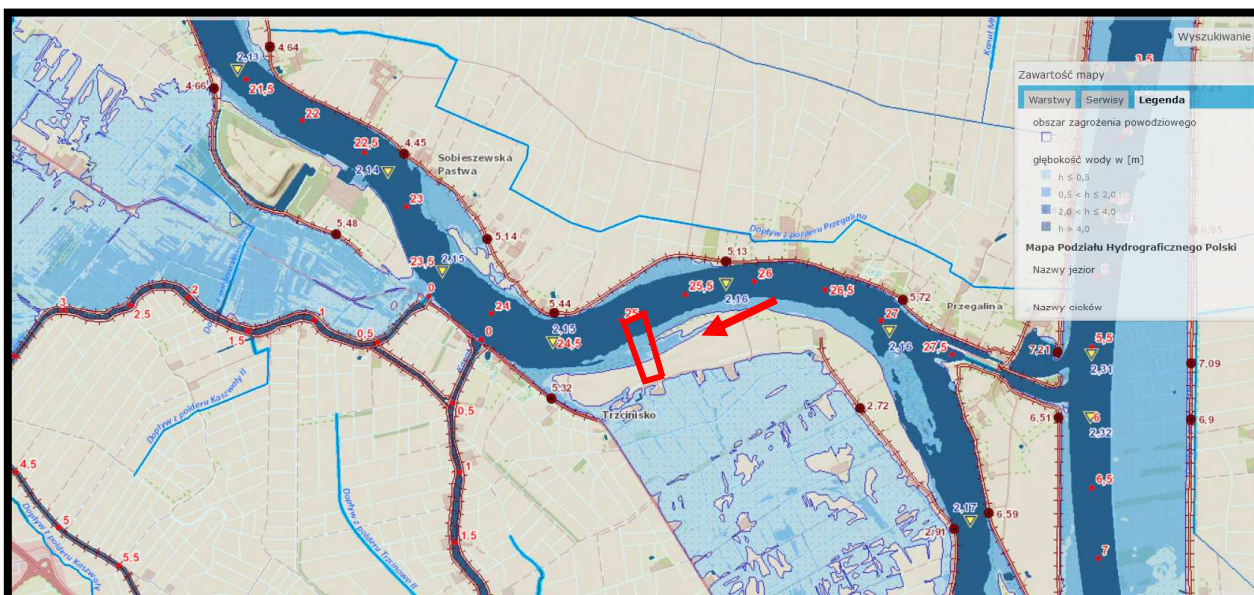 Wyszukiwanie
Zawartość mapy
Warstwy Serwisy Legenda
obszar zagrożenia powodziowego
głębokość wody w [m]
h ≤ 0,5
0,5 < h ≤ 2,0
2,0 < h ≤ 4,0
h > 4,0
Mapa Podziału Hydrograficznego Polski
Nazwy jezior
Nazwy cieków
4,64
2,13
4,66
21,5
22
22,5
4,45
Sobieszewska
Pastwa
2,14
23
5,48
5,14
23,5
2,15
0
24
5,44
2,15
24,5
25
25,5
5,13
26
2,16
26,5
5,72
Przegalina
27
2,16
27,5
7,21
5,5
2,31
7,09
6,51
6
6,9
2,32
6,5
7
3,5
7,26
6,95
Dopływ z polderu Przegalina
3
2,5
2
1,5
1
0,5
0
5,32
Trzcinisko
2,72
2,91
2,17
6,59
0,5
1
1,5
Dopływ z polderu Kaszwały II
Dopływ z polderu Trzcinowo II
Dopływ z polderu Kaszwały
4,5
5
5,5